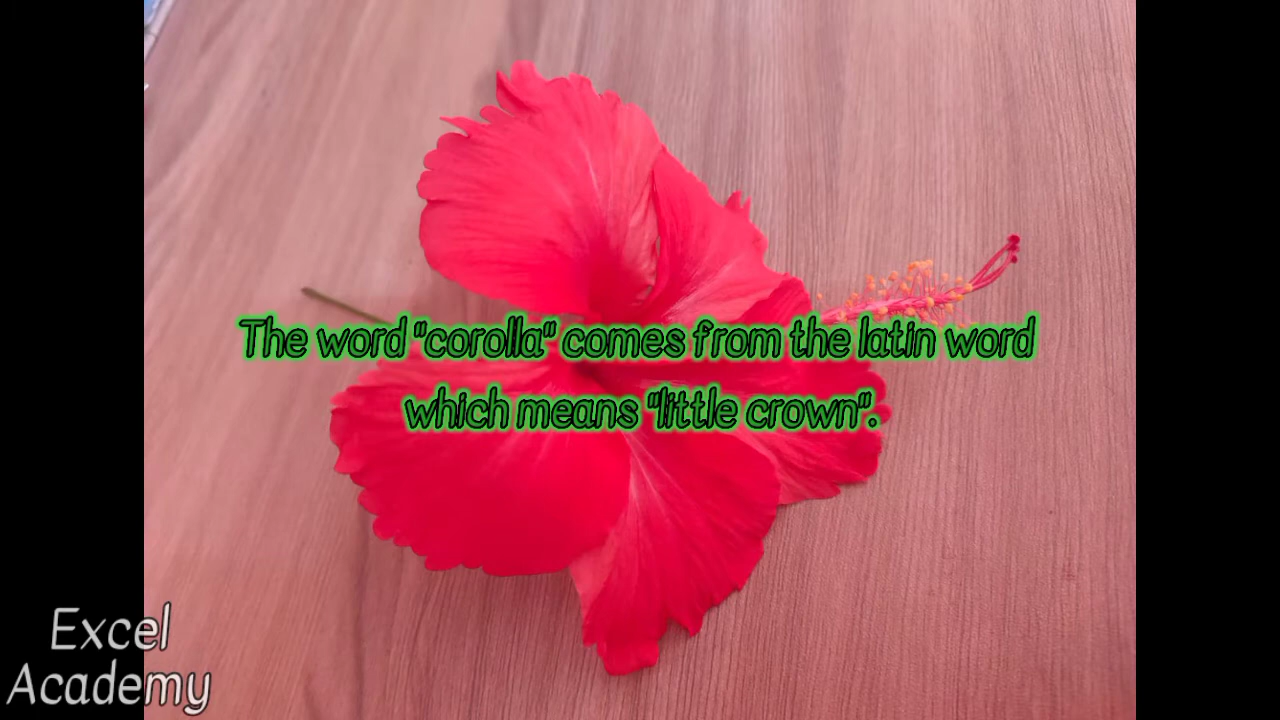 The word "corolla" comes from the latin word
which means "little crown".
Excel
Academy